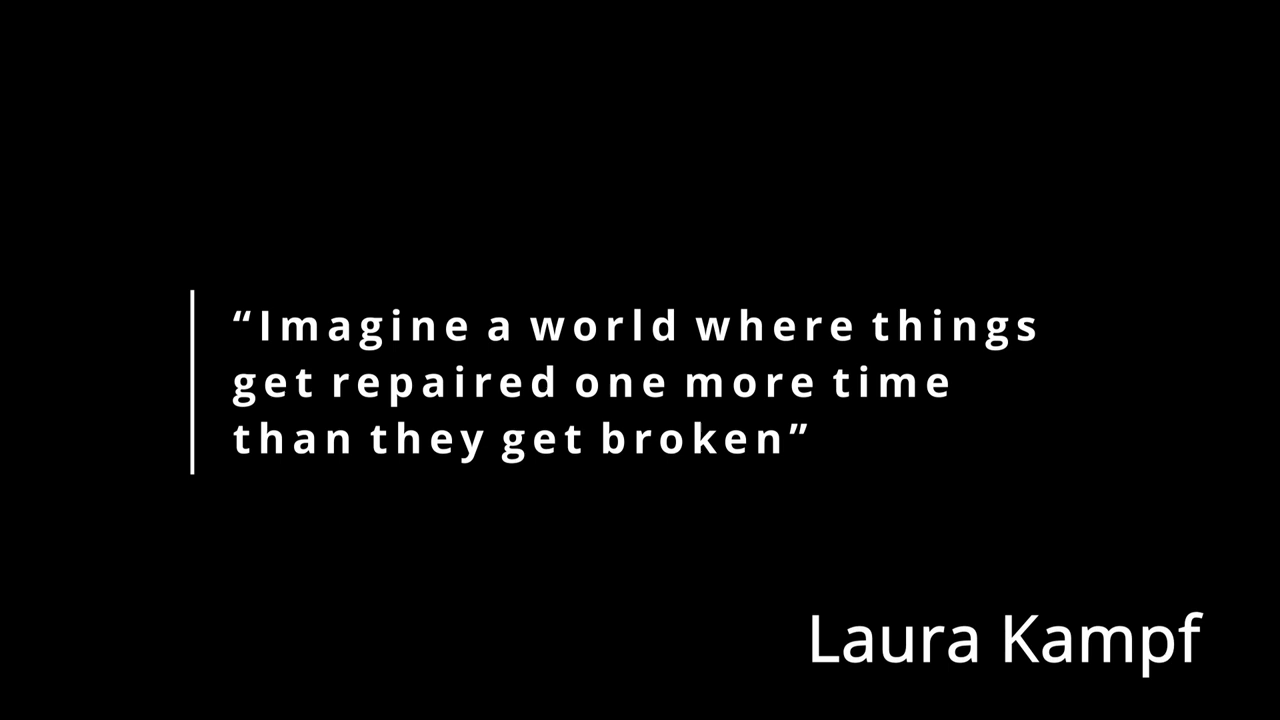 “Imagine a world where things
get repaired one more time
than they get broken”
Laura Kampf